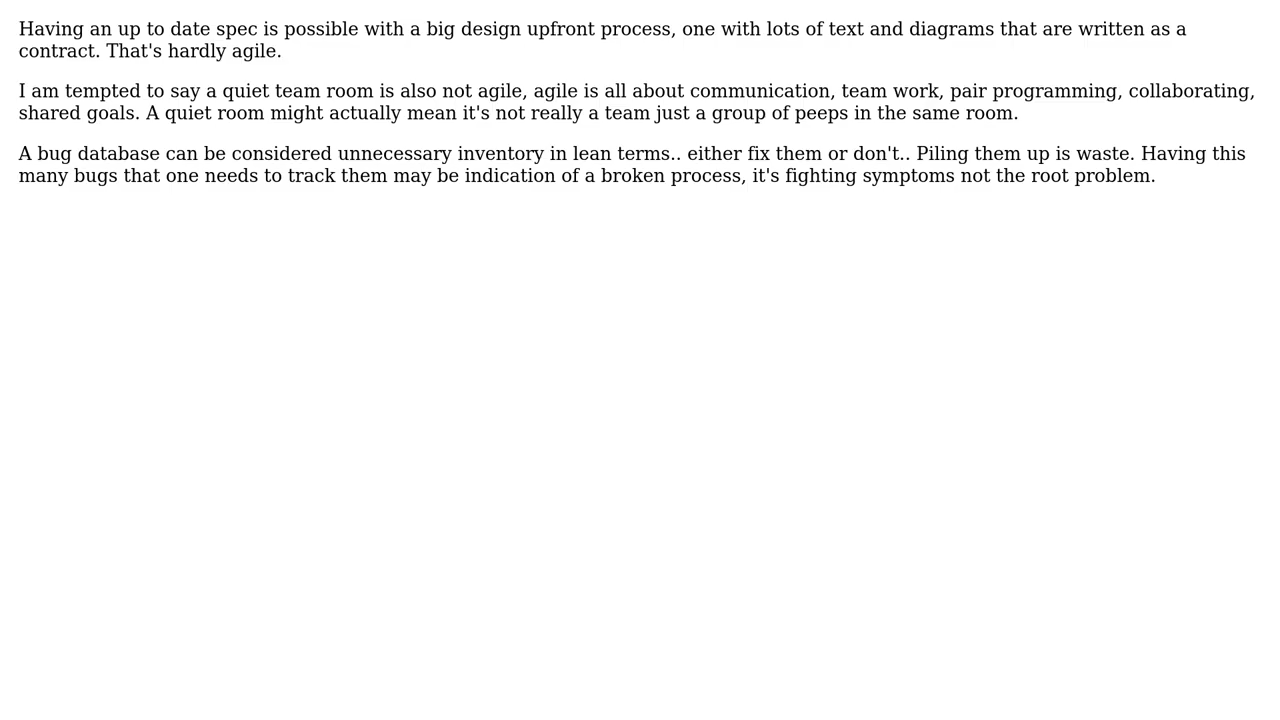 Having an up to date spec is possible with a big design upfront process, one with lots of text and diagrams that are written as a
contract. That's hardly agile.
I am tempted to say a quiet team room is also not agile, agile is all about communication, team work, pair programming, collaborating,
shared goals. A quiet room might actually mean it's not really a team just a group of peeps in the same room.
A bug database can be considered unnecessary inventory in lean terms.. either fix them or don't.. Piling them up is waste. Having this
many bugs that one needs to track them may be indication of a broken process, it's fighting symptoms not the root problem.